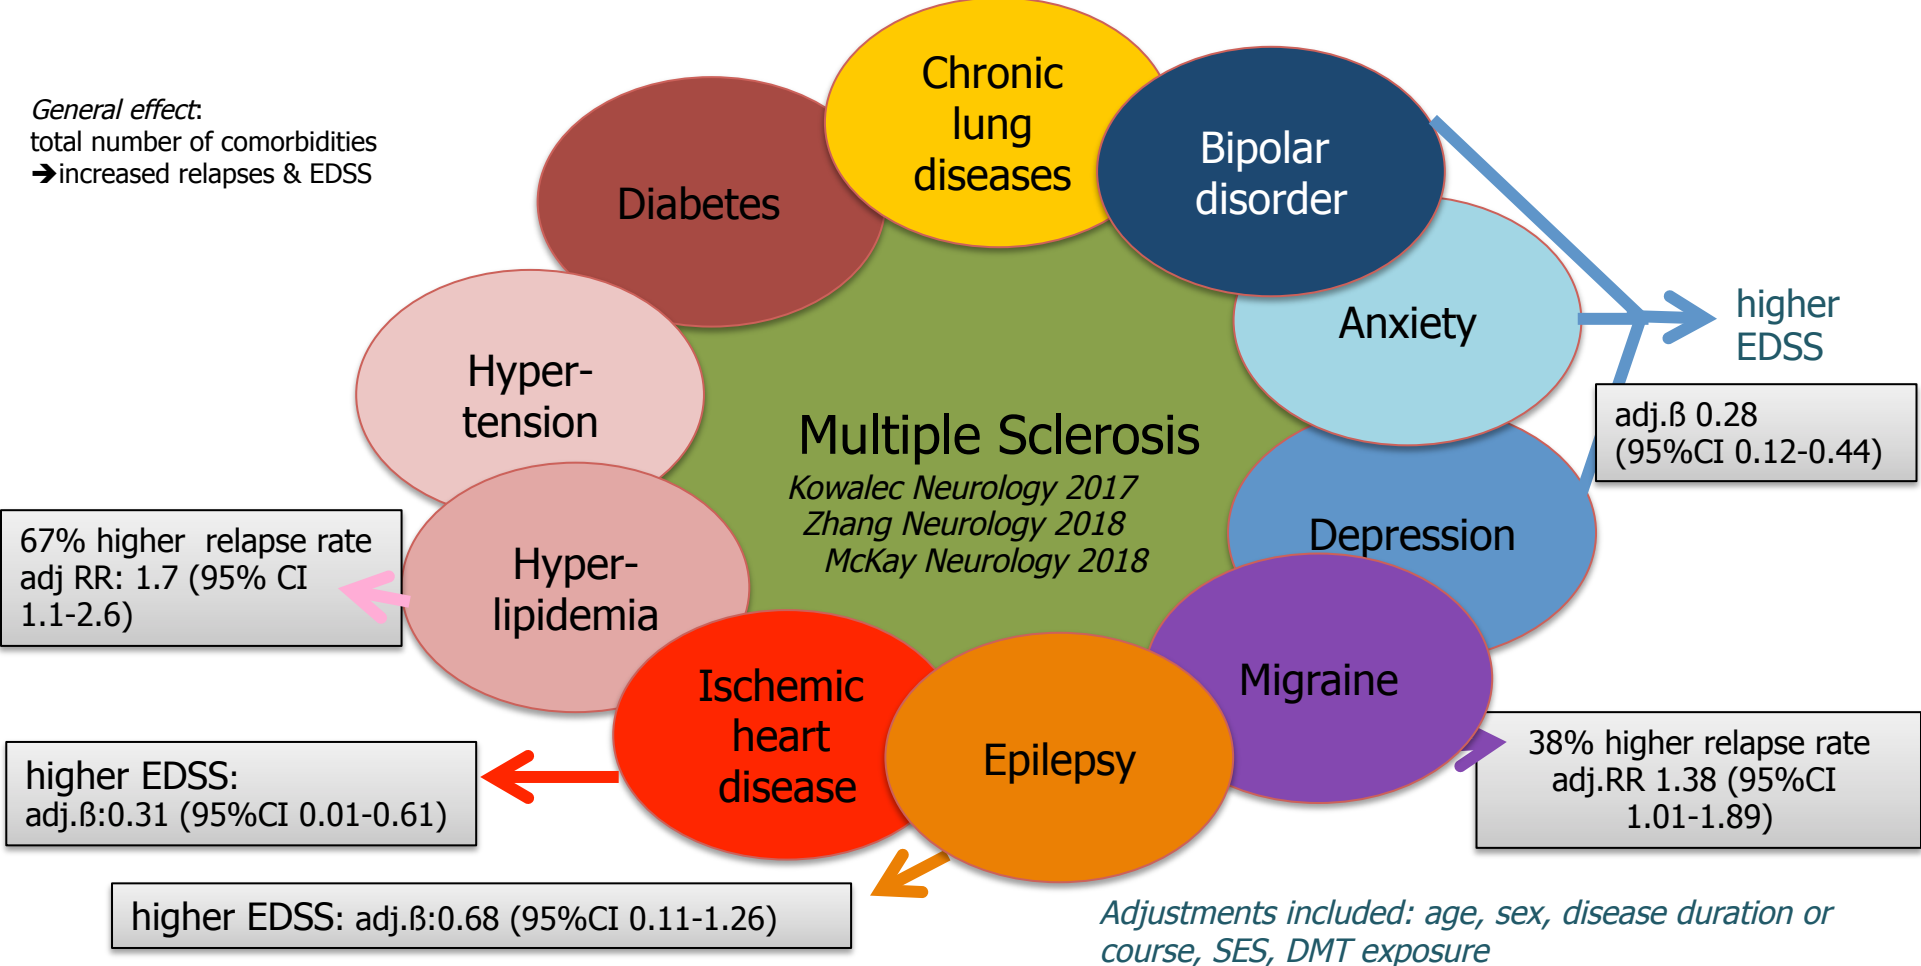 General effect:
total number of comorbidities
➔increased relapses & EDSS
Chronic
lung
diseases
Bipolar
disorder
Diabetes
Anxiety
higher
EDSS
Hyper-
tension
adj.ß 0.28
(95%CI 0.12-0.44)
Multiple Sclerosis
Kowalec Neurology 2017
Zhang Neurology 2018
McKay Neurology 2018
Depression
67% higher relapse rate
adj RR: 1.7 (95% CI
1.1-2.6)
Hyper-
lipidemia
Ischemic
heart
disease
Epilepsy
Migraine
38% higher relapse rate
adj.RR 1.38 (95%CI
1.01-1.89)
higher EDSS:
adj.ß:0.31 (95%CI 0.01-0.61)
higher EDSS: adj.ß:0.68 (95%CI 0.11-1.26)
Adjustments included: age, sex, disease duration or
course, SES, DMT exposure